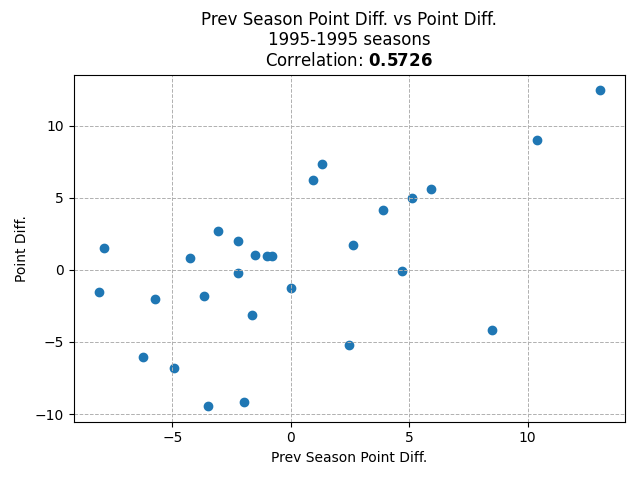 Prev Season Point Diff. vs Point Diff.
1995-1995 seasons
Correlation: 0.5726
Point Diff.
10
5
0
−5
−10
−5
0
5
10
Prev Season Point Diff.